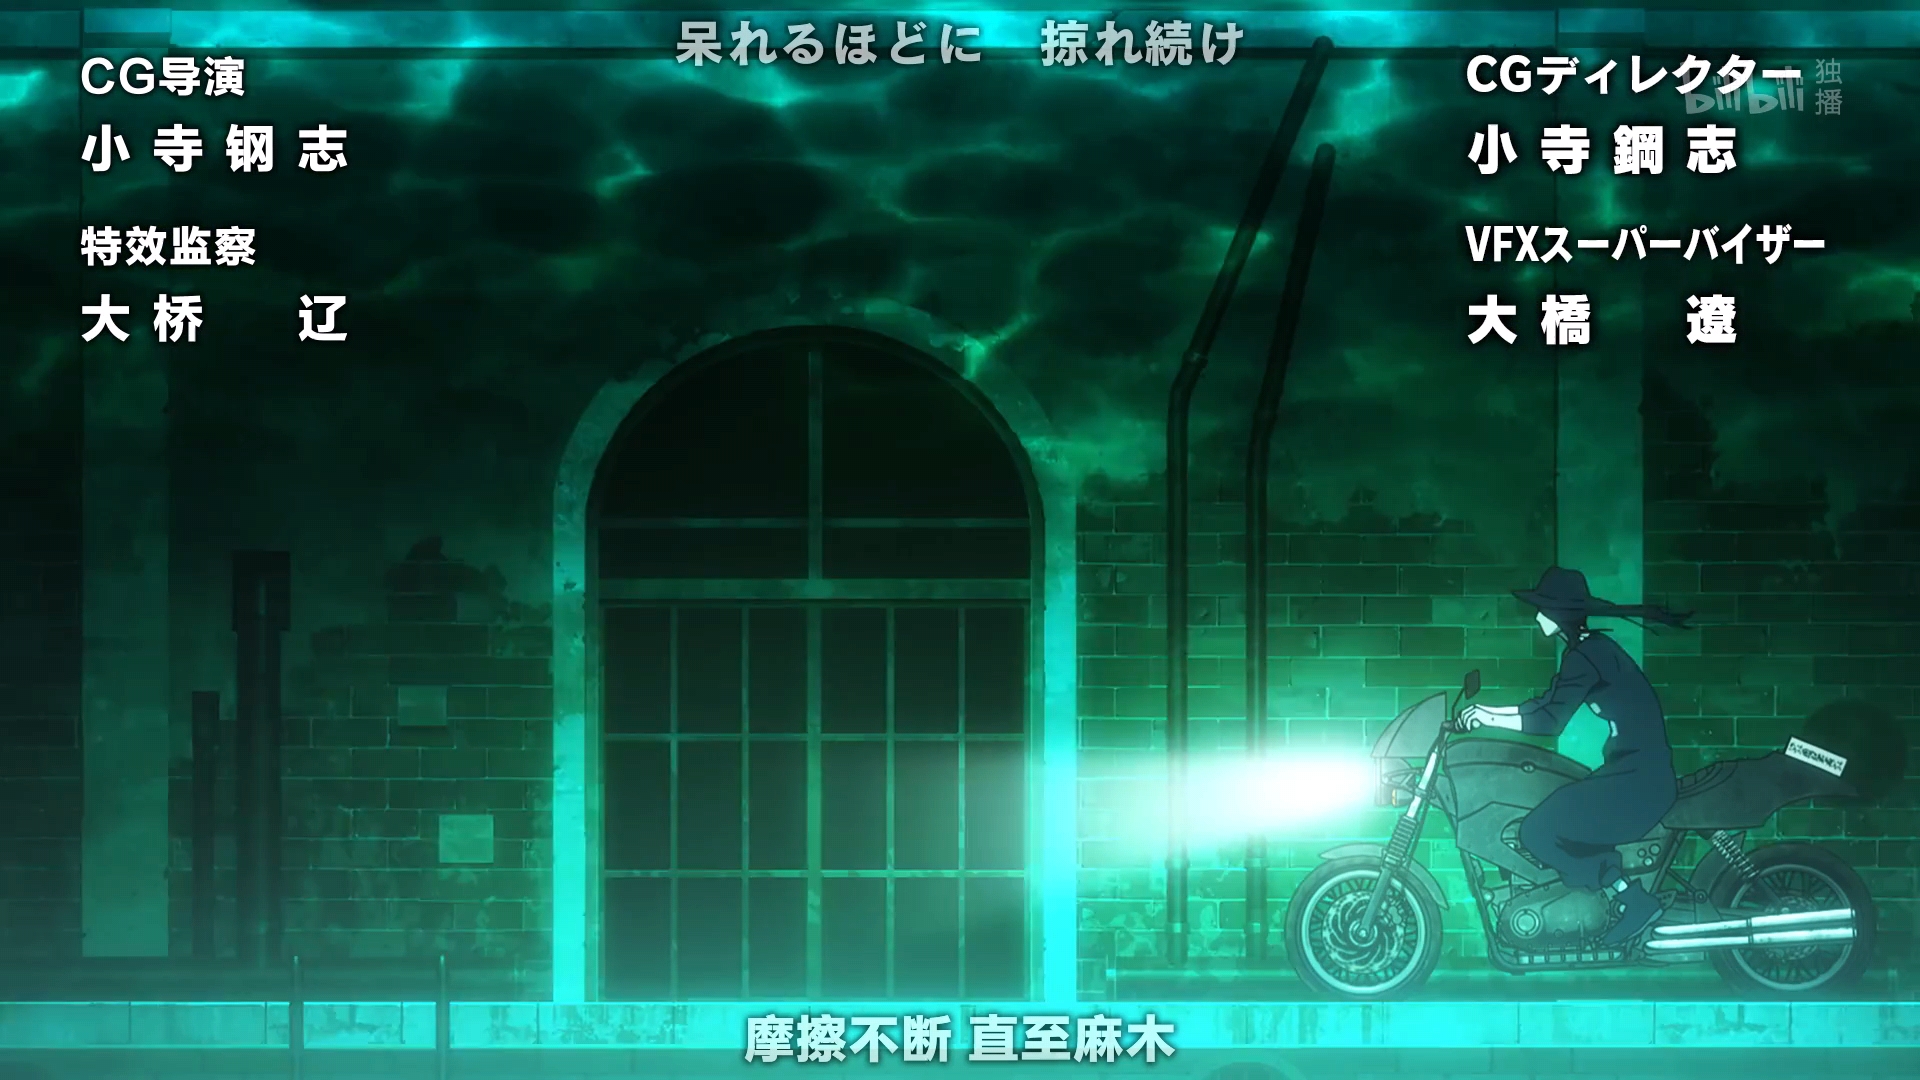 呆れるほどに　掠れ続け
CG导演
小寺钢志
特效监察
大桥　辽
CGディレクター
小寺鋼志
VFXスーパーバイザー
大橋　遼
bilibili
独播
摩擦不断 直至麻木